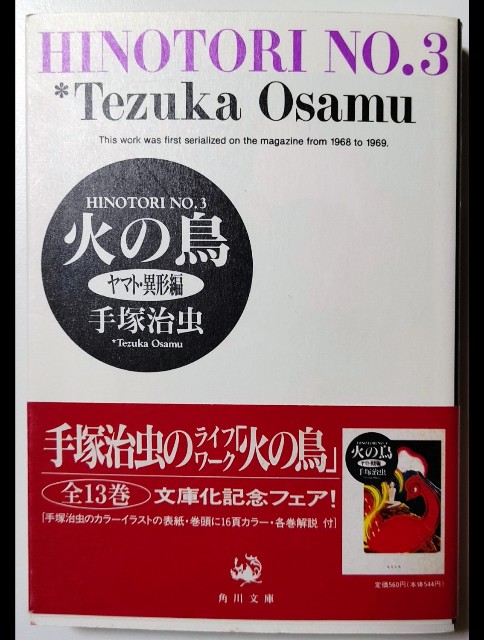 HINOTORI NO.3
*Tezuka Osamu
This work was first serialized on the magazine from 1968 to 1969.
HINOTORI NO.3
火の鳥
ヤマト・異形編
手塚治虫
*Tezuka Osamu
手塚治虫のライフワーク「火の鳥」
全13巻 文庫化記念フェア!
[手塚治虫のカラーイラストの表紙・巻頭に16頁カラー・各巻解説 付]
火の鳥
手塚治虫
定価560円(本体544円)
角川文庫